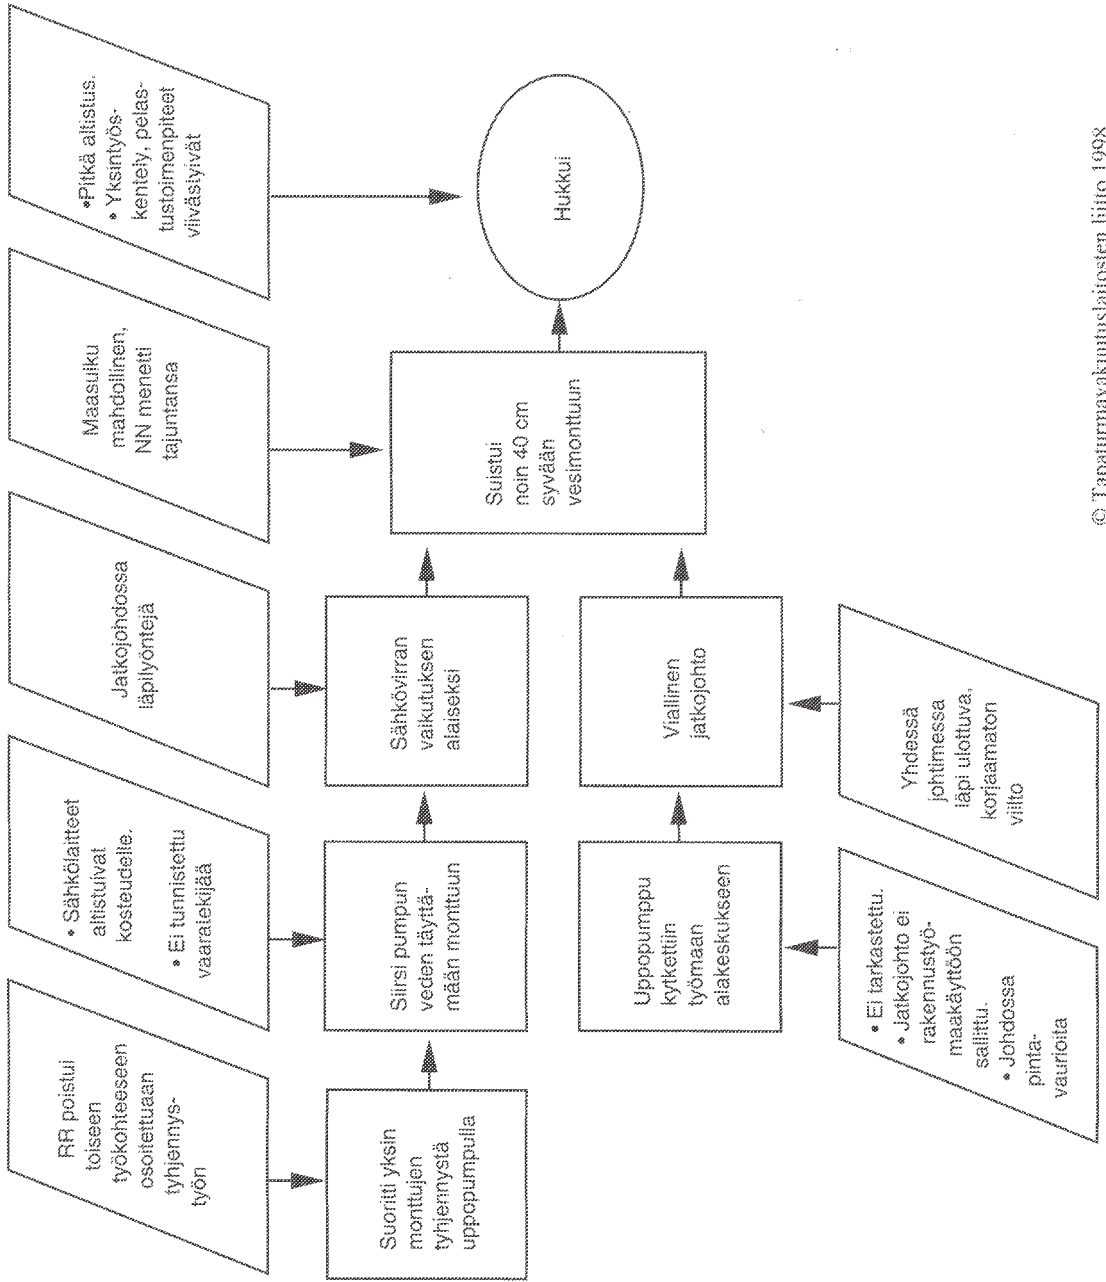 RR poistui
toiseen
työkohteeseen
osoitettuaan
tyhjennys-
työn
• Sähkölaitteet
altistuivat
kosteudelle.
• Ei tunnistettu
vaaratekijää
Jatkojohdossa
läpilyöntejä
Maasulku
mahdollinen,
NN menetti
tajuntansa
•Pitkä altistus.
• Yksintyös-
kentely, pelas-
tustoimenpiteet
viivästyivät
Suoritti yksin
monttujen
tyhjennystä
uppopumpulla
Siirsi pumpun
veden täyttä-
mään monttuun
Sähkövirran
vaikutuksen
alaiseksi
Suistui
noin 40 cm
syvään
vesimonttuun
Hukkui
Uppopumppu
kytkettiin
työmaan
alakeskukseen
Viallinen
jatkojohto
• Ei tarkastettu.
• Jatkojohto ei
rakennustyö-
maakäyttöön
sallittu.
• Johdossa
pinta-
vaurioita
Yhdessä
johtimessa
läpi ulottuva,
korjaamaton
viilto
© Tapaturmavakuutuslaitosten liitto 1998